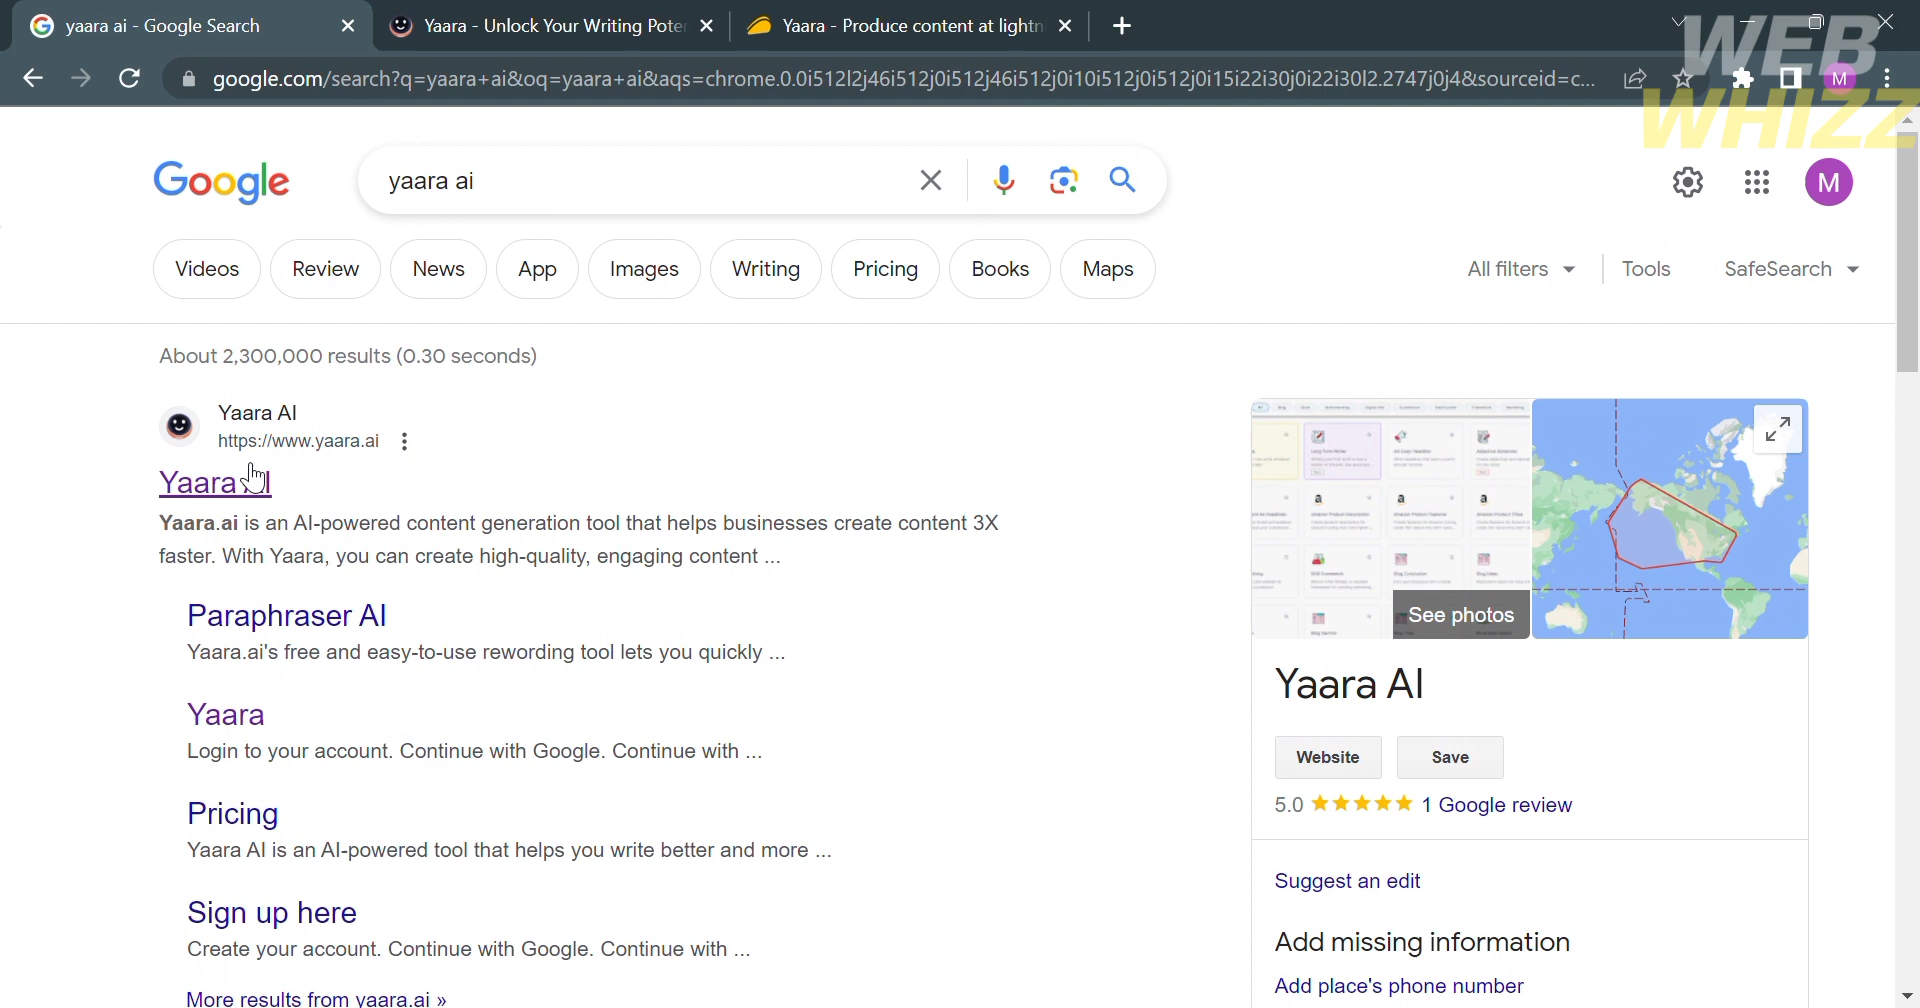 yaara ai - Google Search
Yaara - Unlock Your Writing Poter
Yaara - Produce content at lightn
google.com/search?q=yaara+ai&oq=yaara+ai&aqs=chrome.0.0i512l2j46i512j0i512j46i512j0i10i512j0i512j0i15i22i30j0i22i30l2.2747j0j4&sourceid=c...
M
WEB
WHIZZ
Google
yaara ai
M
Videos
Review
News
App
Images
Writing
Pricing
Books
Maps
All filters
Tools
SafeSearch
About 2,300,000 results (0.30 seconds)
Yaara AI
https://www.yaara.ai
Yaara AI
Yaara.ai is an AI-powered content generation tool that helps businesses create content 3X
faster. With Yaara, you can create high-quality, engaging content ...
Paraphraser AI
Yaara.ai's free and easy-to-use rewording tool lets you quickly ...
Yaara
Login to your account. Continue with Google. Continue with ...
Pricing
Yaara AI is an AI-powered tool that helps you write better and more ...
Sign up here
Create your account. Continue with Google. Continue with ...
More results from yaara.ai »
See photos
Yaara AI
Website
Save
5.0
1 Google review
Suggest an edit
Add missing information
Add place's phone number